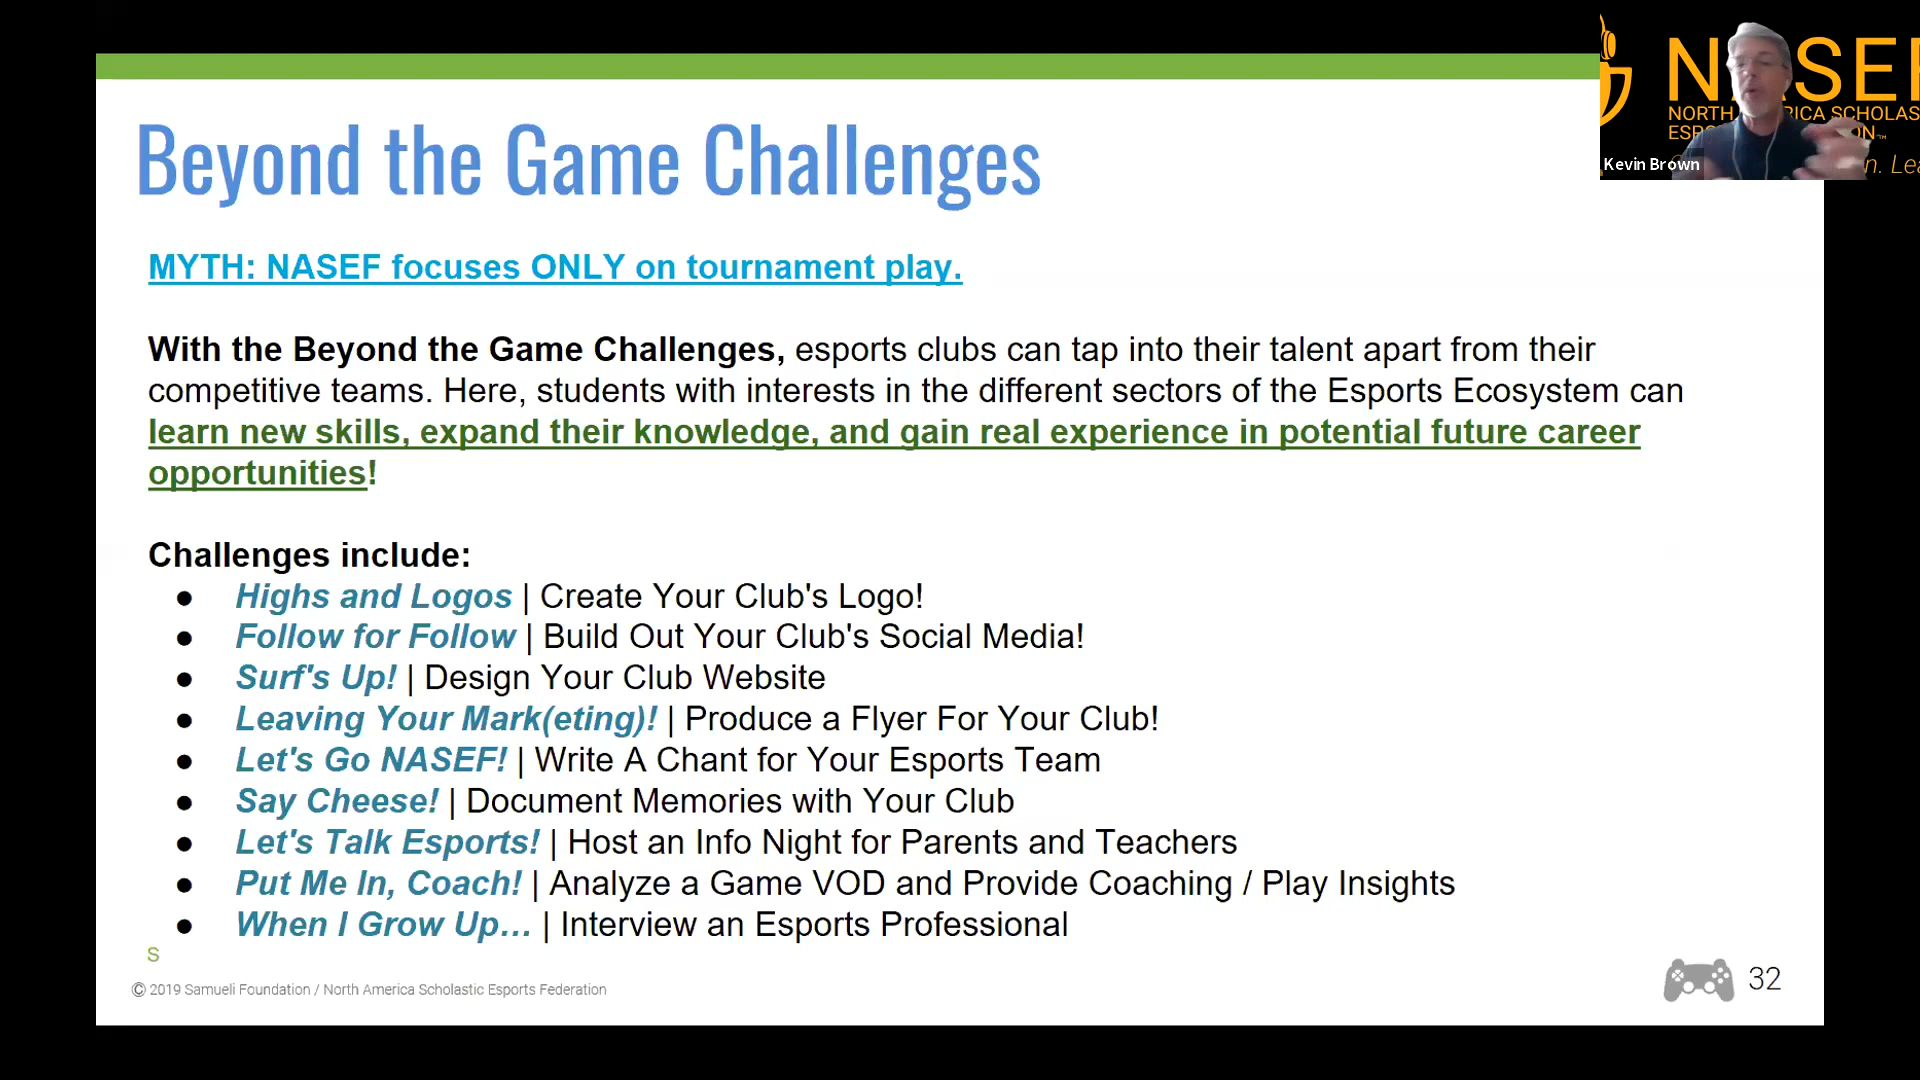 Beyond the Game Challenges
MYTH: NASEF focuses ONLY on tournament play.
With the Beyond the Game Challenges, esports clubs can tap into their talent apart from their
competitive teams. Here, students with interests in the different sectors of the Esports Ecosystem can
learn new skills, expand their knowledge, and gain real experience in potential future career
opportunities!
Challenges include:
● Highs and Logos | Create Your Club's Logo!
● Follow for Follow | Build Out Your Club's Social Media!
● Surf's Up! | Design Your Club Website
● Leaving Your Mark(eting)! | Produce a Flyer For Your Club!
● Let's Go NASEF! | Write A Chant for Your Esports Team
● Say Cheese! | Document Memories with Your Club
● Let's Talk Esports! | Host an Info Night for Parents and Teachers
● Put Me In, Coach! | Analyze a Game VOD and Provide Coaching / Play Insights
● When I Grow Up... | Interview an Esports Professional
s
© 2019 Samueli Foundation / North America Scholastic Esports Federation
32
NORTH
Kevin Brown